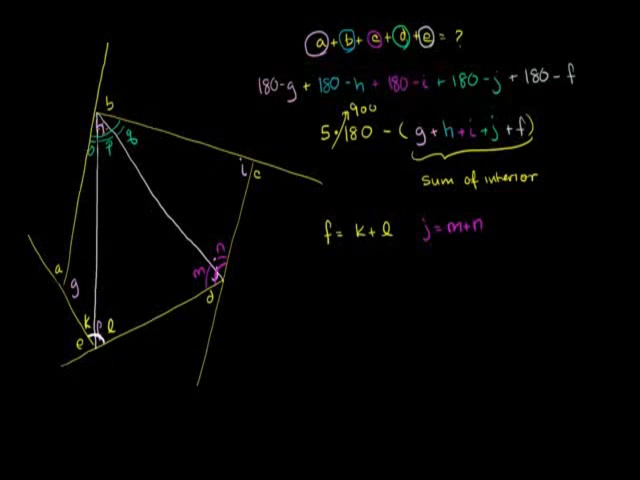 a + b + c + d + e = ?
180-g + 180-h + 180-i + 180-j + 180-f
900
5·180 - (g+h+i+j+f)
sum of interior
f = k + l   j = m+n
b
h
o p q
i c
n
m j
a g
d
k f l
e